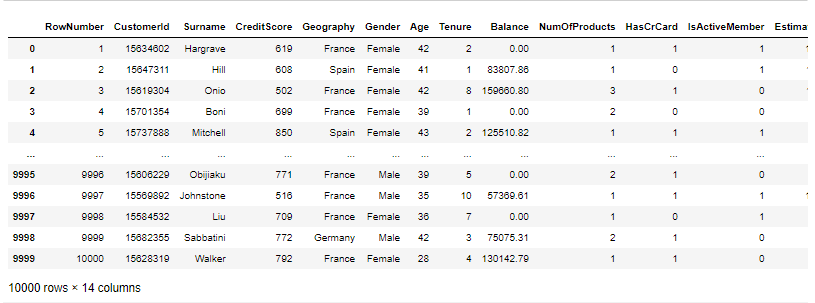 RowNumber CustomerId Surname CreditScore Geography Gender Age Tenure Balance NumOfProducts HasCrCard IsActiveMember Estima
0 1 15634602 Hargrave 619 France Female 42 2 0.00 1 1 1
1 2 15647311 Hill 608 Spain Female 41 1 83807.86 1 0 1
2 3 15619304 Onio 502 France Female 42 8 159660.80 3 1 0
3 4 15701354 Boni 699 France Female 39 1 0.00 2 0 0
4 5 15737888 Mitchell 850 Spain Female 43 2 125510.82 1 1 1
... ... ... ... ... ... ... ... ... ... ... ... ...
9995 9996 15606229 Obijiaku 771 France Male 39 5 0.00 2 1 0
9996 9997 15569892 Johnstone 516 France Male 35 10 57369.61 1 1 1
9997 9998 15584532 Liu 709 France Female 36 7 0.00 1 0 1
9998 9999 15682355 Sabbatini 772 Germany Male 42 3 75075.31 2 1 0
9999 10000 15628319 Walker 792 France Female 28 4 130142.79 1 1 0
10000 rows × 14 columns